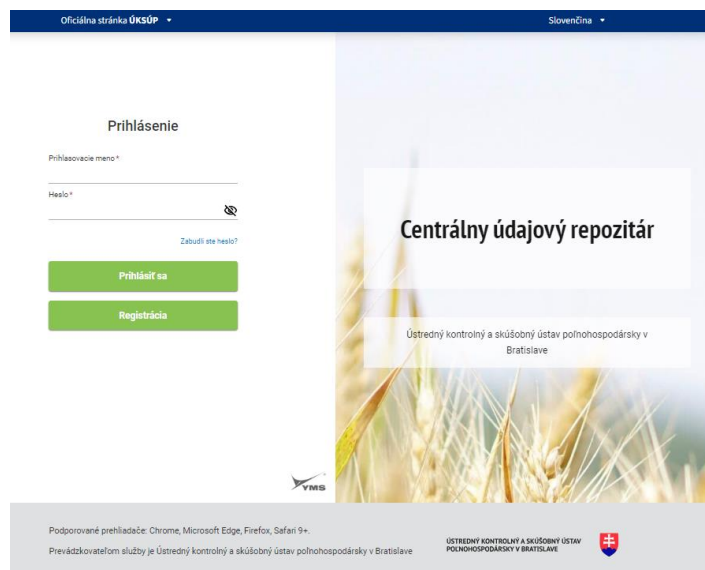 Oficiálna stránka ÚKSÚP
Slovenčina
Prihlásenie
Prihlasovacie meno *
Heslo *
Zabudli ste heslo?
Prihlásiť sa
Registrácia
Centrálny údajový repozitár
Ústredný kontrolný a skúšobný ústav poľnohospodársky v
Bratislave
YMS
Podporované prehliadače: Chrome, Microsoft Edge, Firefox, Safari 9+.
Prevádzkovateľom služby je Ústredný kontrolný a skúšobný ústav poľnohospodársky v Bratislave
ÚSTREDNÝ KONTROLNÝ A SKÚŠOBNÝ ÚSTAV
POĽNOHOSPODÁRSKY V BRATISLAVE